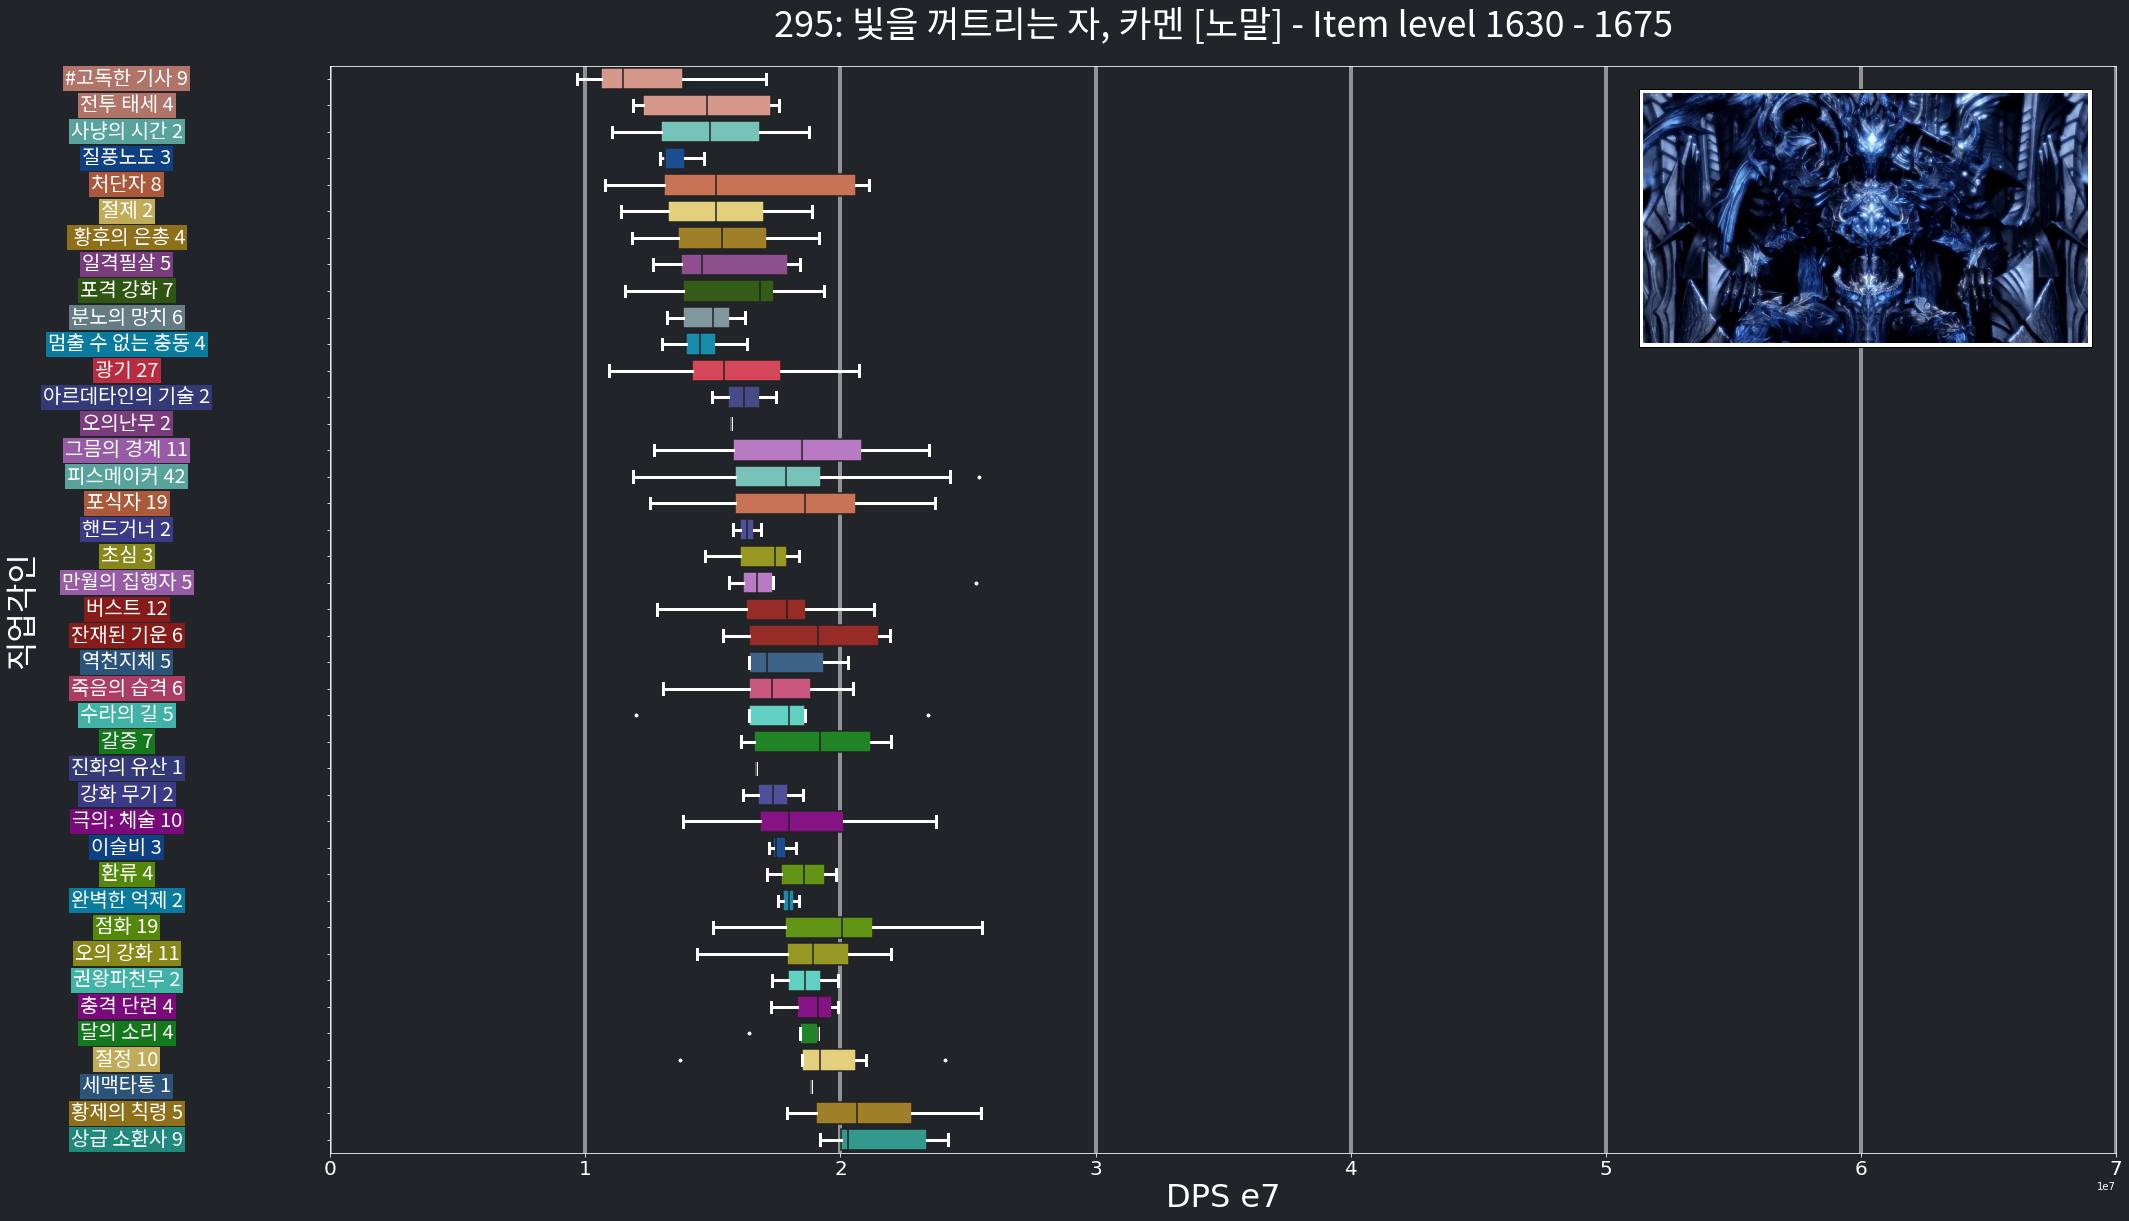 295: 빛을 꺼트리는 자, 카멘 [노말] - Item level 1630 - 1675
#고독한 기사 9
전투 태세 4
사냥의 시간 2
질풍노도 3
처단자 8
절제 2
황후의 은총 4
일격필살 5
포격 강화 7
분노의 망치 6
멈출 수 없는 충동 4
광기 27
아르데타인의 기술 2
오의난무 2
그믐의 경계 11
피스메이커 42
포식자 19
핸드거너 2
초심 3
만월의 집행자 5
버스트 12
잔재된 기운 6
역천지체 5
죽음의 습격 6
수라의 길 5
갈증 7
진화의 유산 1
강화 무기 2
극의: 체술 10
이슬비 3
환류 4
완벽한 억제 2
점화 19
오의 강화 11
권왕파천무 2
충격 단련 4
달의 소리 4
절정 10
세맥타통 1
황제의 칙령 5
상급 소환사 9
직업각인
0 1 2 3 4 5 6 7
1e7
DPS e7